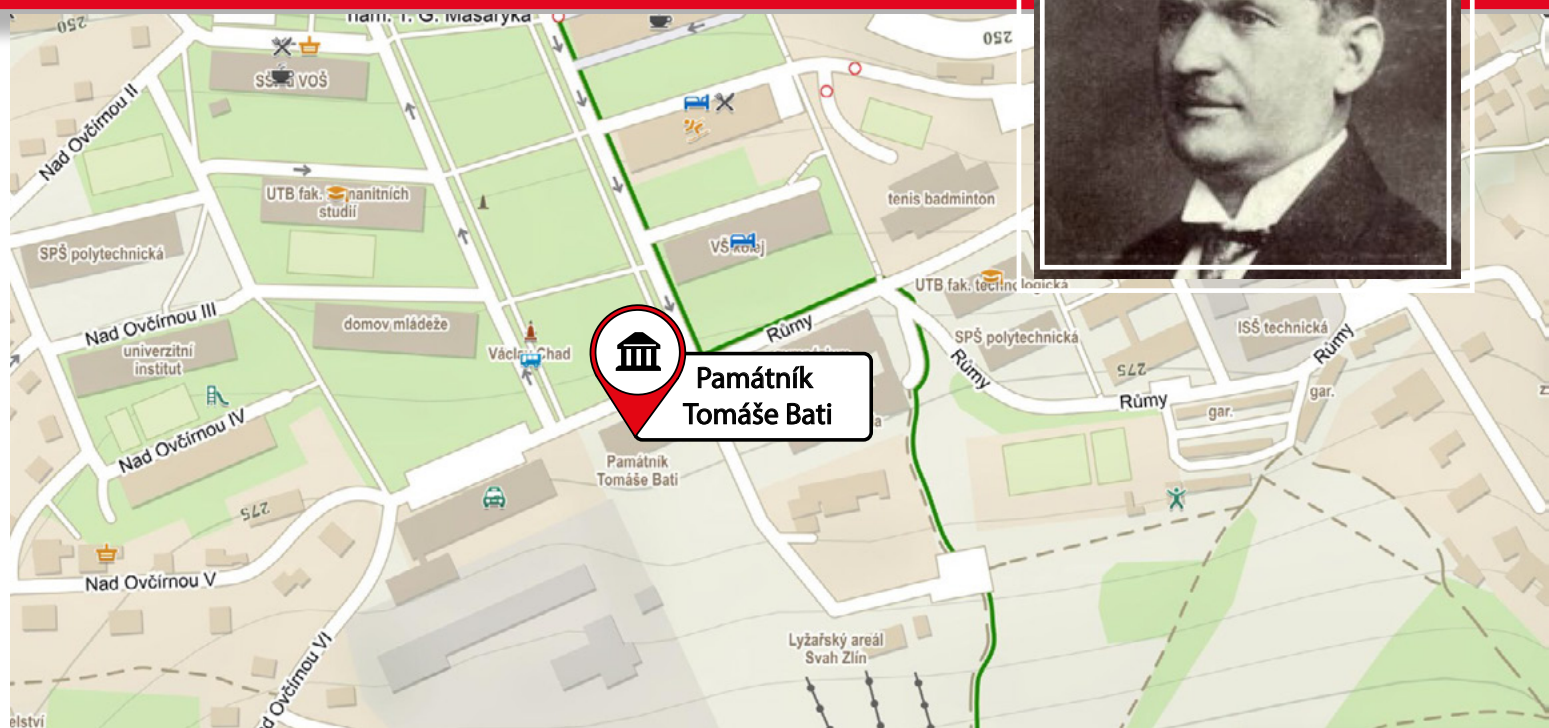 nám. T. G. Masaryka
250
250
VOŠ
Nad Ovčírnou II
UTB fak.
studií
tenis badminton
SPŠ polytechnická
VŠ kolej
UTB fak. technologická
Nad Ovčírnou III
domov mládeže
Růmy
SPŠ polytechnická
ISŠ technická
Růmy
univerzitní
institut
Václav Chad
Růmy
275
Památník
Tomáše Bati
Růmy
gar.
gar.
Nad Ovčírnou IV
Památník
Tomáše Bati
275
Nad Ovčírnou V
Lyžařský areál
Svah Zlín
Nad Ovčírnou VI